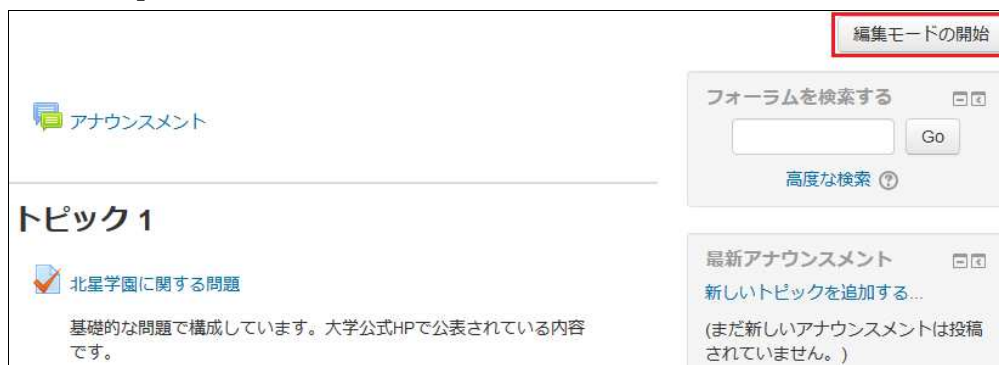 編集モードの開始
アナウンスメント
トピック 1
北星学園に関する問題
基礎的な問題で構成しています。大学公式HPで公表されている内容
です。
フォーラムを検索する
Go
高度な検索
最新アナウンスメント
新しいトピックを追加する...
(まだ新しいアナウンスメントは投稿
されていません。)